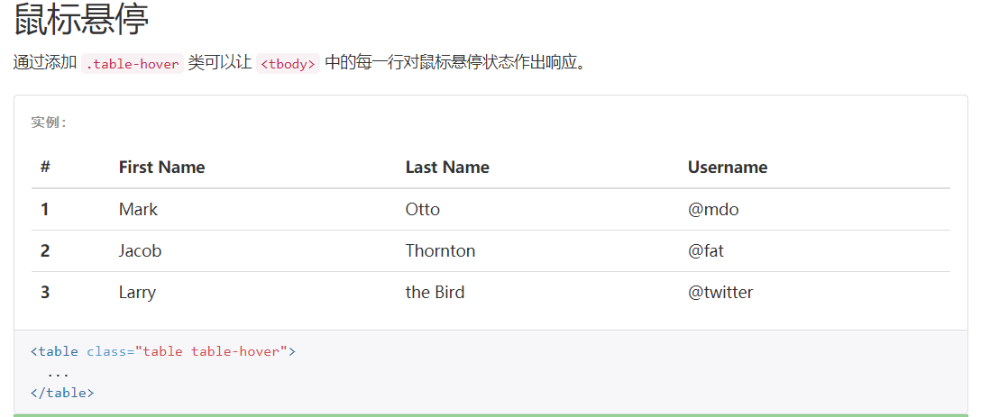 鼠标悬停
通过添加 .table-hover 类可以让 <tbody> 中的每一行对鼠标悬停状态作出响应。
实例：
# First Name Last Name Username
1 Mark Otto @mdo
2 Jacob Thornton @fat
3 Larry the Bird @twitter
<table class="table table-hover">
...
</table>